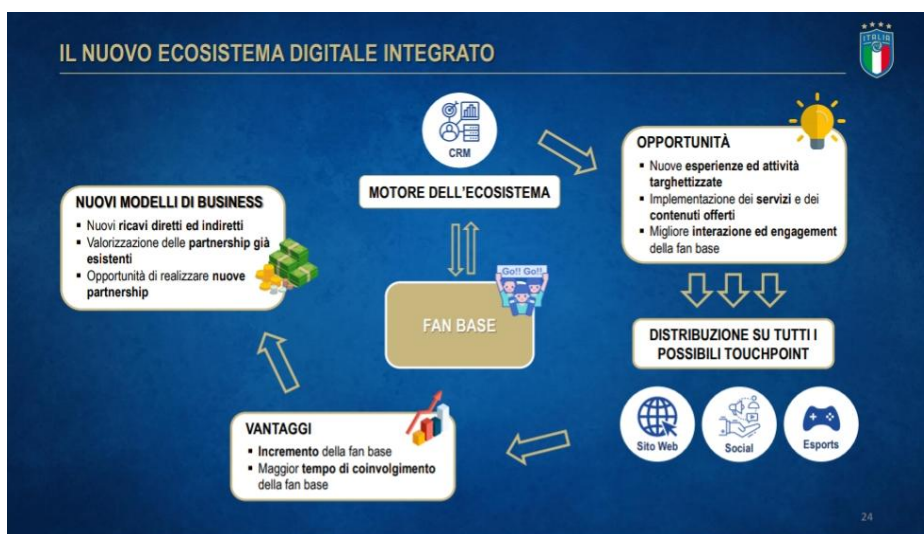 IL NUOVO ECOSISTEMA DIGITALE INTEGRATO
ITALIA
CRM
MOTORE DELL'ECOSISTEMA
Go!! Go!!
FAN BASE
OPPORTUNITÀ
▪ Nuove esperienze ed attività
targhettizzate
▪ Implementazione dei servizi e dei
contenuti offerti
▪ Migliore interazione ed engagement
della fan base
DISTRIBUZIONE SU TUTTI I
POSSIBILI TOUCHPOINT
Sito Web
Social
Esports
VANTAGGI
▪ Incremento della fan base
▪ Maggior tempo di coinvolgimento
della fan base
NUOVI MODELLI DI BUSINESS
▪ Nuovi ricavi diretti ed indiretti
▪ Valorizzazione delle partnership già
esistenti
▪ Opportunità di realizzare nuove
partnership
24